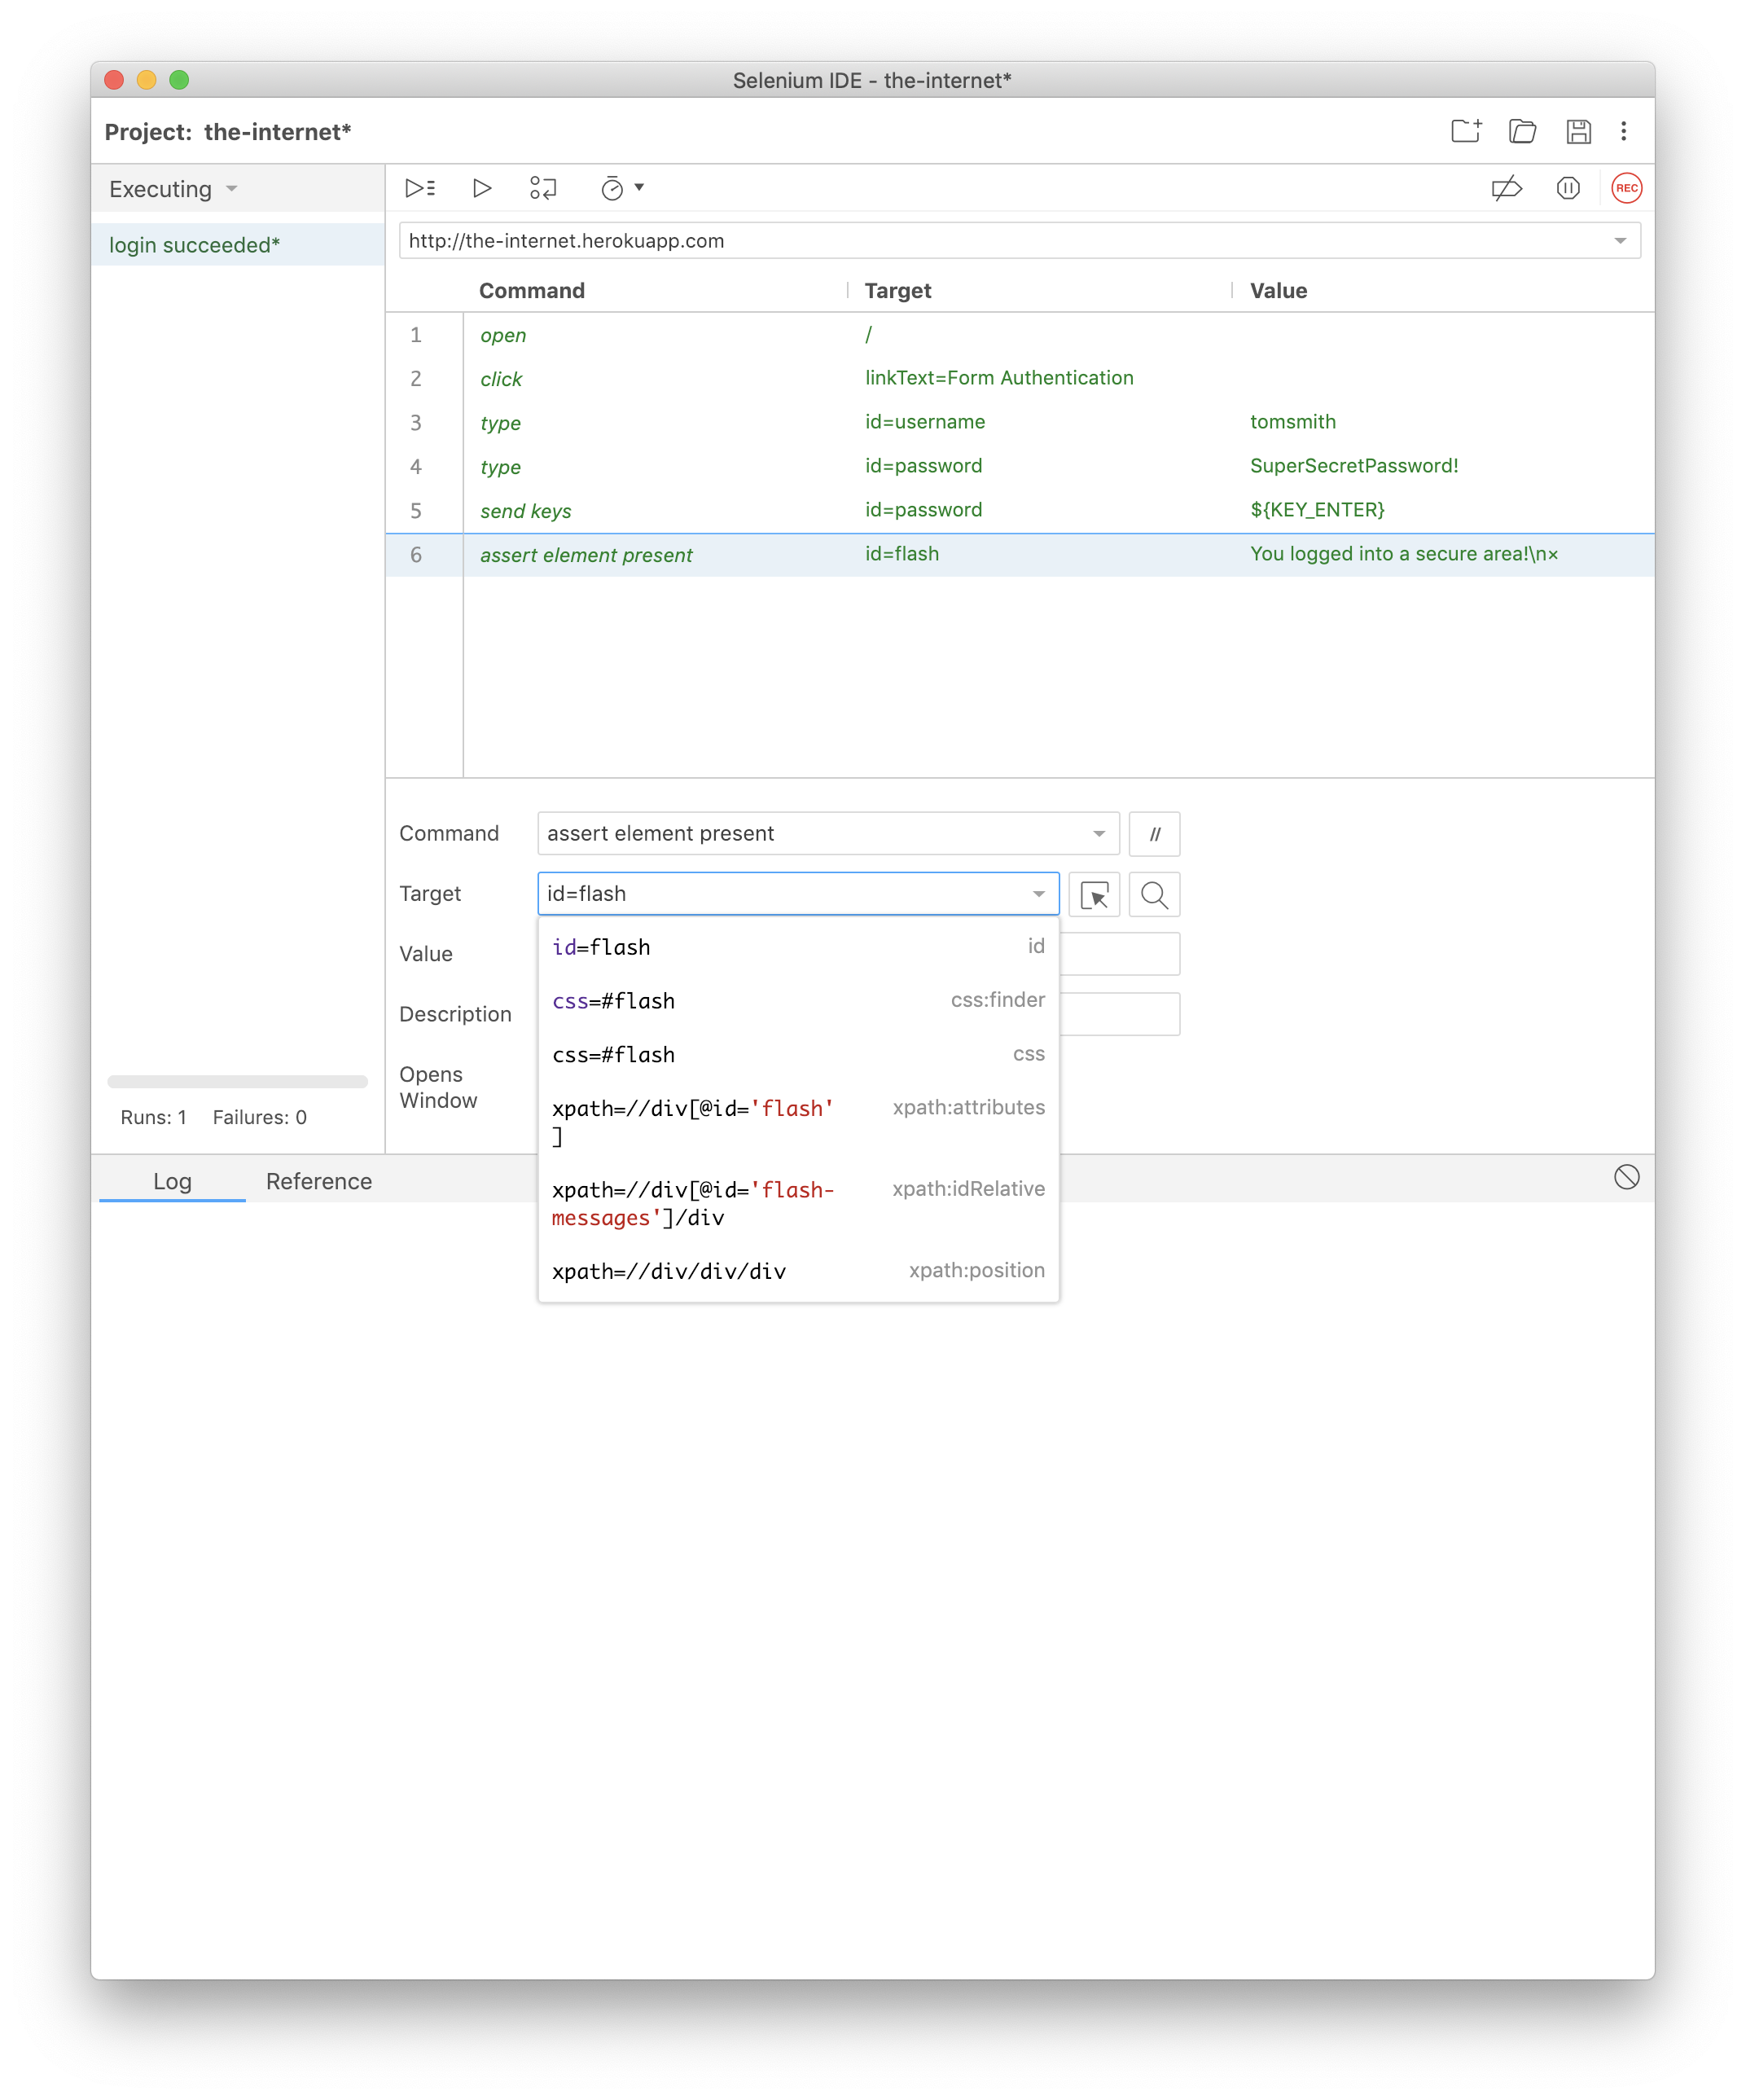 Selenium IDE - the-internet*
Project: the-internet*
Executing
REC
login succeeded*
http://the-internet.herokuapp.com
Command Target Value
1 open /
2 click linkText=Form Authentication
3 type id=username tomsmith
4 type id=password SuperSecretPassword!
5 send keys id=password ${KEY_ENTER}
6 assert element present id=flash You logged into a secure area!\n×
Command assert element present //
Target id=flash
id=flash id
Value
css=#flash css:finder
Description
css=#flash css
Opens
Window
xpath=//div[@id='flash' xpath:attributes
]
Runs: 1 Failures: 0
Log Reference
xpath=//div[@id='flash- xpath:idRelative
messages']/div
xpath=//div/div/div xpath:position